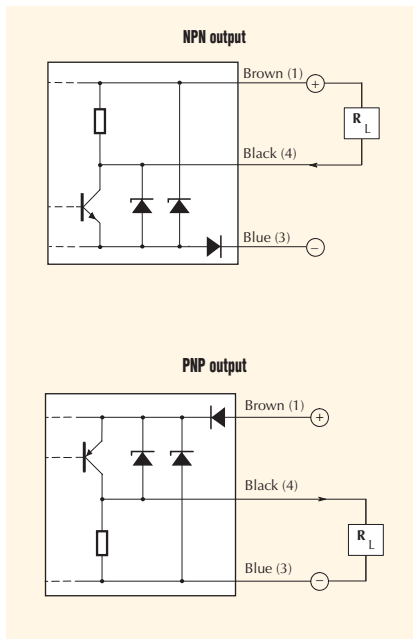 NPN output
Brown (1) +
R L
Black (4)
Blue (3) −
PNP output
Brown (1) +
Black (4)
R L
Blue (3) −